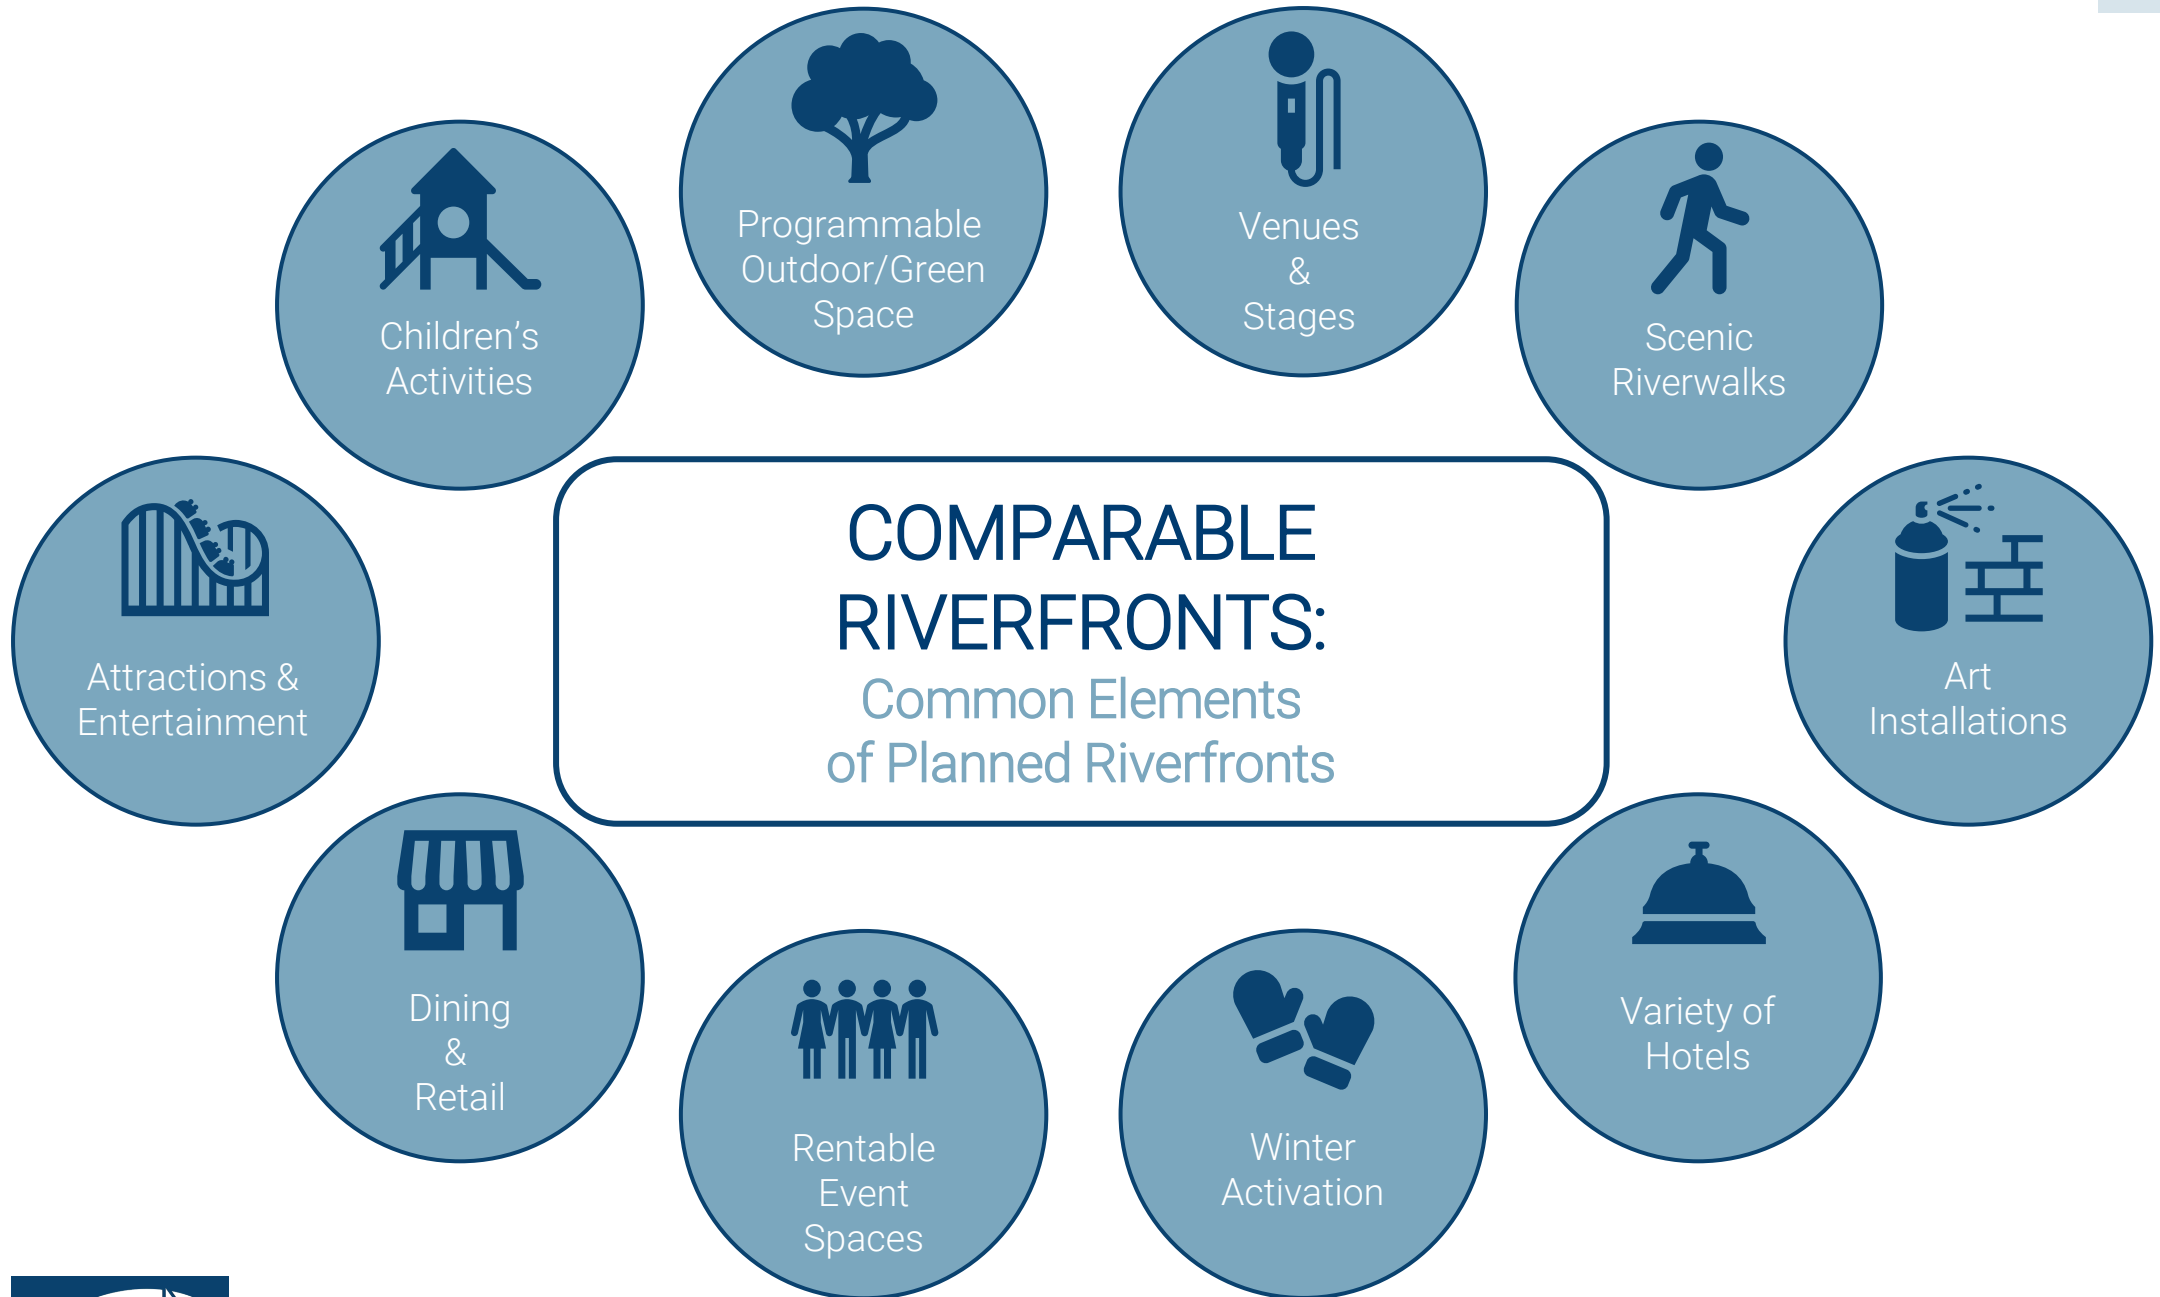 Programmable
Outdoor/Green
Space
Venues
&
Stages
Children's
Activities
Scenic
Riverwalks
COMPARABLE
RIVERFRONTS:
Common Elements
of Planned Riverfronts
Attractions &
Entertainment
Art
Installations
Dining
&
Retail
Variety of
Hotels
Rentable
Event
Spaces
Winter
Activation